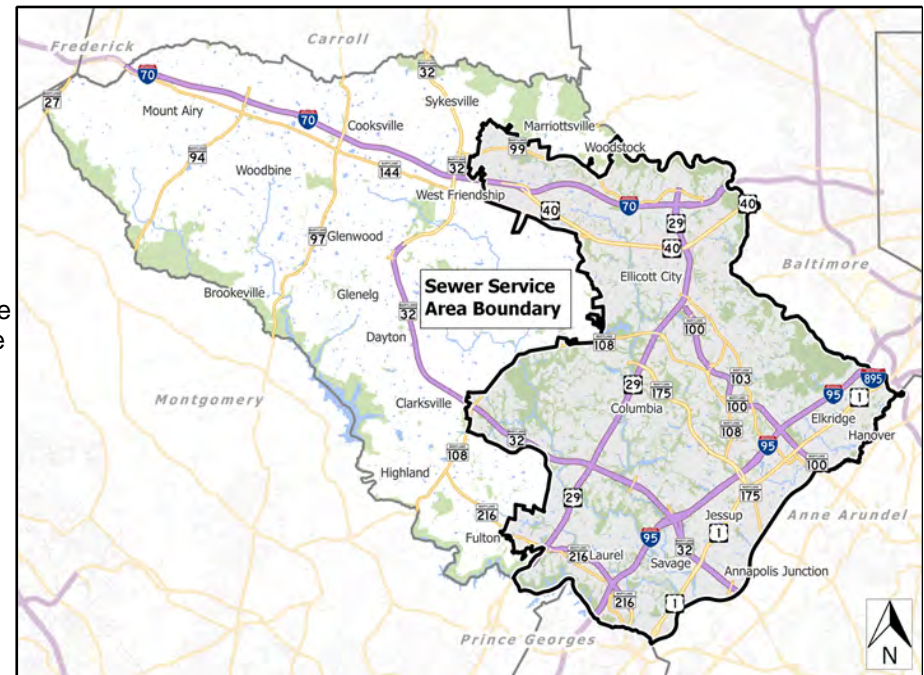 Frederick
Carroll
70
32
27
Mount Airy
70
Sykesville
Cooksville
Marriottsville
99
Woodstock
94
Woodbine
144
32
West Friendship
40
70
29
40
40
97
Glenwood
Ellicott City
Baltimore
Brookeville
Glenelg
Sewer Service
Area Boundary
32
Dayton
100
108
103
895
29
175
95
1
Montgomery
Clarksville
Columbia
100
Elkridge
108
Hanover
32
95
108
100
Highland
29
175
216
Jessup
Anne Arundel
Fulton
95
1
216
Laurel
32
Savage
Annapolis Junction
216
1
Prince Georges
N
e
e